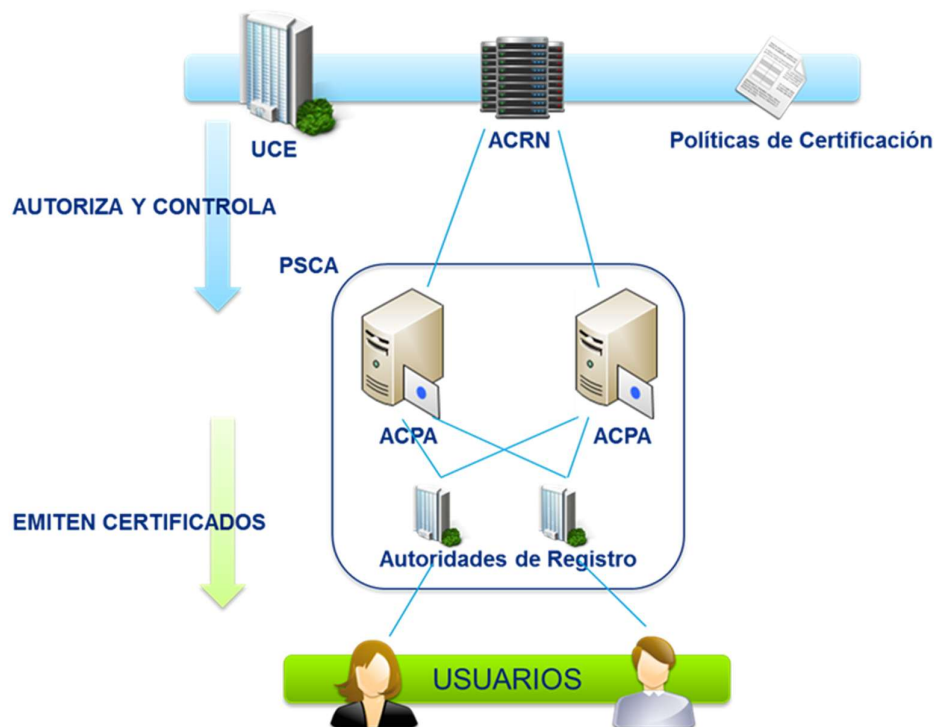 UCE
ACRN
Políticas de Certificación
AUTORIZA Y CONTROLA
PSCA
ACPA
ACPA
EMITEN CERTIFICADOS
Autoridades de Registro
USUARIOS